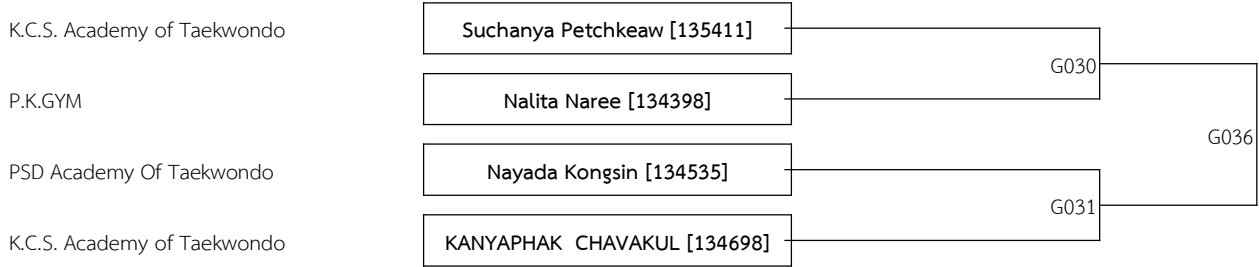 K.C.S. Academy of Taekwondo Suchanya Petchkeaw [135411]
G030
P.K.GYM Nalita Naree [134398]
G036
PSD Academy Of Taekwondo Nayada Kongsin [134535]
G031
K.C.S. Academy of Taekwondo KANYAPHAK CHAVAKUL [134698]